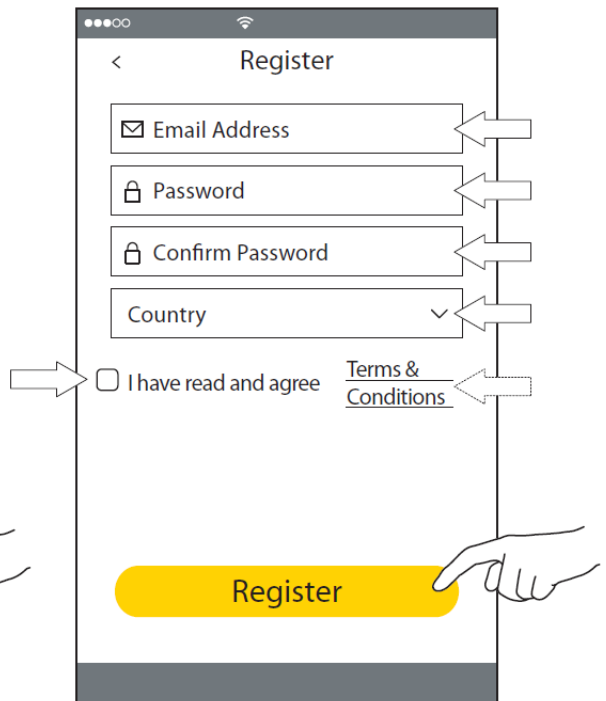 Register
Email Address
Password
Confirm Password
Country
I have read and agree Terms &
Conditions
Register